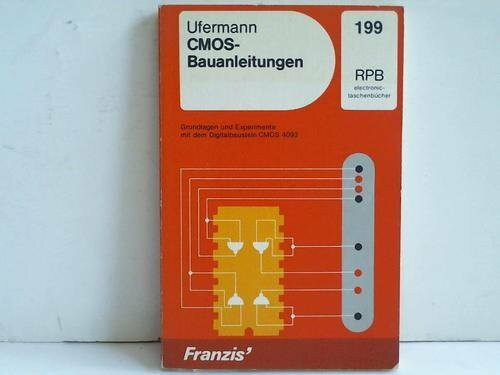 Ufermann
CMOS-
Bauanleitungen
199
RPB
electronic-
taschenbücher
Grundlagen und Experimente
mit dem Digitalbaustein CMOS 4093
Franzis'